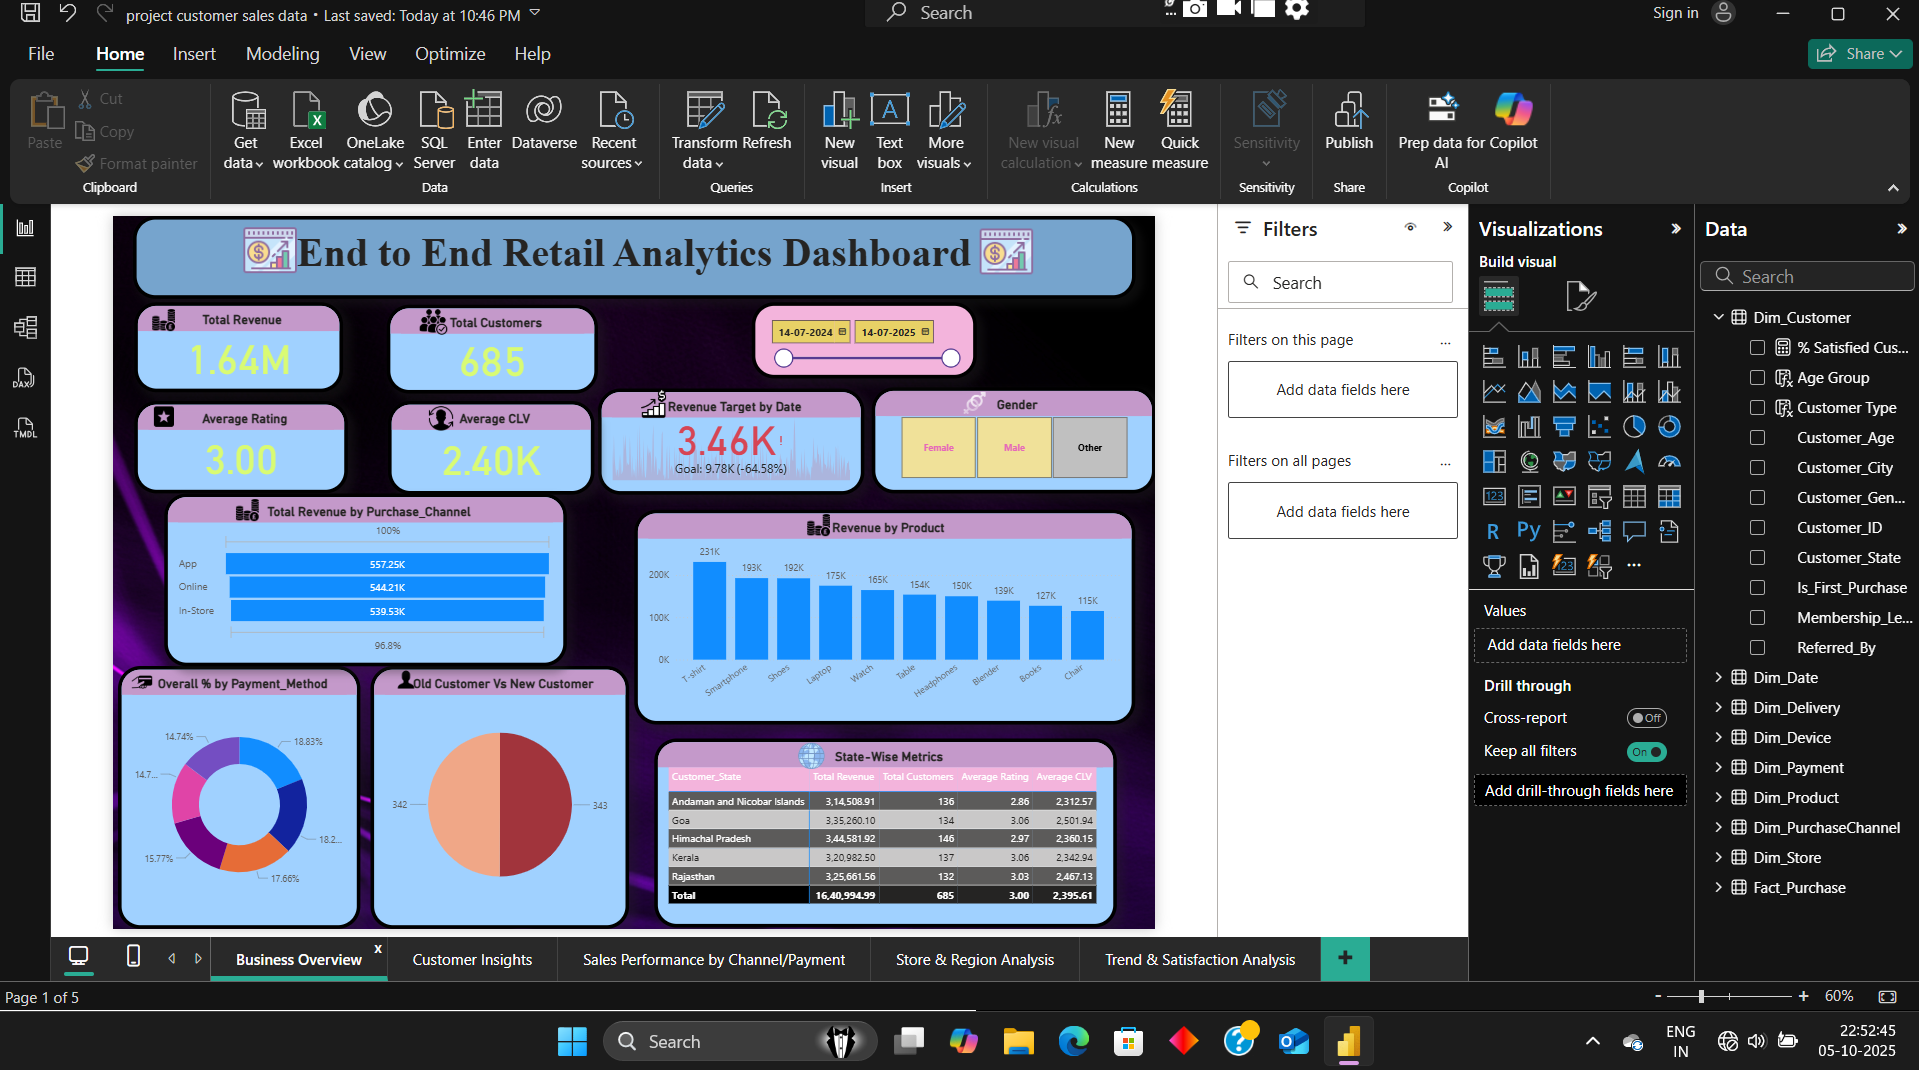 project customer sales data • Last saved: Today at 10:46 PM
Search
Sign in
File
Home
Insert
Modeling
View
Optimize
Help
Share
Paste
Cut
Copy
Format painter
Clipboard
Get data
Excel workbook
OneLake catalog
SQL Server
Enter data
Dataverse
Recent sources
Data
Transform data
Refresh
Queries
New visual
Text box
More visuals
Insert
New visual calculation
New measure
Quick measure
Calculations
Sensitivity
Sensitivity
Publish
Share
Prep data for AI
Copilot
Copilot
End to End Retail Analytics Dashboard
Total Revenue
1.64M
Total Customers
685
14-07-2024
14-07-2025
Average Rating
3.00
Average CLV
2.40K
Revenue Target by Date
3.46K!
Goal: 9.78K (-64.58%)
Gender
Female
Male
Other
Total Revenue by Purchase_Channel
100%
App
557.25K
Online
544.21K
In-Store
539.53K
96.8%
Revenue by Product
200K
100K
0K
231K
193K
192K
175K
165K
154K
150K
139K
127K
115K
T-shirt
Smartphone
Shoes
Laptop
Watch
Table
Headphones
Blender
Books
Chair
Overall % by Payment_Method
14.74%
18.83%
14.7...
18.2...
15.77%
17.66%
Old Customer Vs New Customer
342
343
State-Wise Metrics
Customer_State Total Revenue Total Customers Average Rating Average CLV
Andaman and Nicobar Islands 3,14,508.91 136 2.86 2,312.57
Goa 3,35,260.10 134 3.06 2,501.94
Himachal Pradesh 3,44,581.92 146 2.97 2,360.15
Kerala 3,20,982.50 137 3.06 2,342.94
Rajasthan 3,25,661.56 132 3.03 2,467.13
Total 16,40,994.99 685 3.00 2,395.61
Filters
Search
Filters on this page
...
Add data fields here
Filters on all pages
...
Add data fields here
Visualizations
Build visual
123
R
Py
123
...
Values
Add data fields here
Drill through
Cross-report
Off
Keep all filters
On
Add drill-through fields here
Data
Search
Dim_Customer
% Satisfied Cus...
Age Group
Customer Type
Customer_Age
Customer_City
Customer_Gen...
Customer_ID
Customer_State
Is_First_Purchase
Membership_Le...
Referred_By
Dim_Date
Dim_Delivery
Dim_Device
Dim_Payment
Dim_Product
Dim_PurchaseChannel
Dim_Store
Fact_Purchase
DAX
TMDL
Business Overview
x
Customer Insights
Sales Performance by Channel/Payment
Store & Region Analysis
Trend & Satisfaction Analysis
+
Page 1 of 5
- + 60%
Search
ENG
IN
22:52:45
05-10-2025